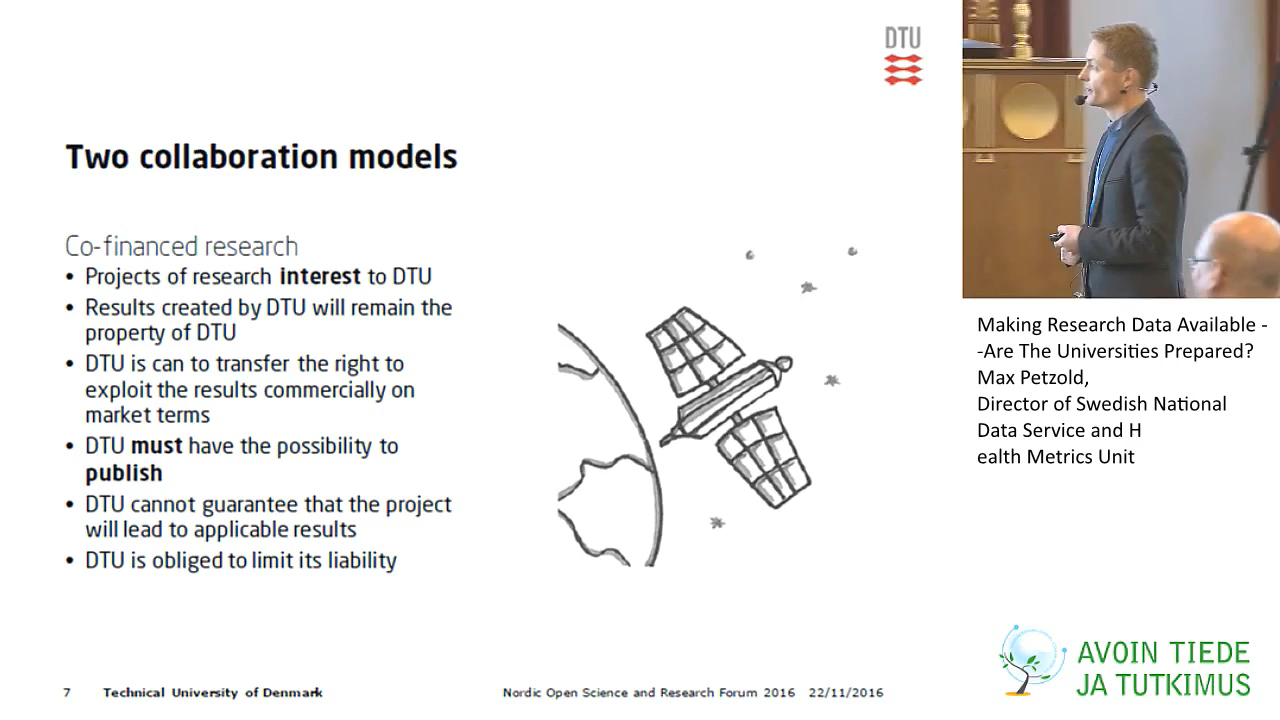 DTU
Two collaboration models
Co-financed research
• Projects of research interest to DTU
• Results created by DTU will remain the
property of DTU
• DTU is can to transfer the right to
exploit the results commercially on
market terms
• DTU must have the possibility to
publish
• DTU cannot guarantee that the project
will lead to applicable results
• DTU is obliged to limit its liability
7 Technical University of Denmark Nordic Open Science and Research Forum 2016 22/11/2016
Making Research Data Available -
-Are The Universities Prepared?
Max Petzold,
Director of Swedish National
Data Service and H
ealth Metrics Unit
AVOIN TIEDE
JA TUTKIMUS